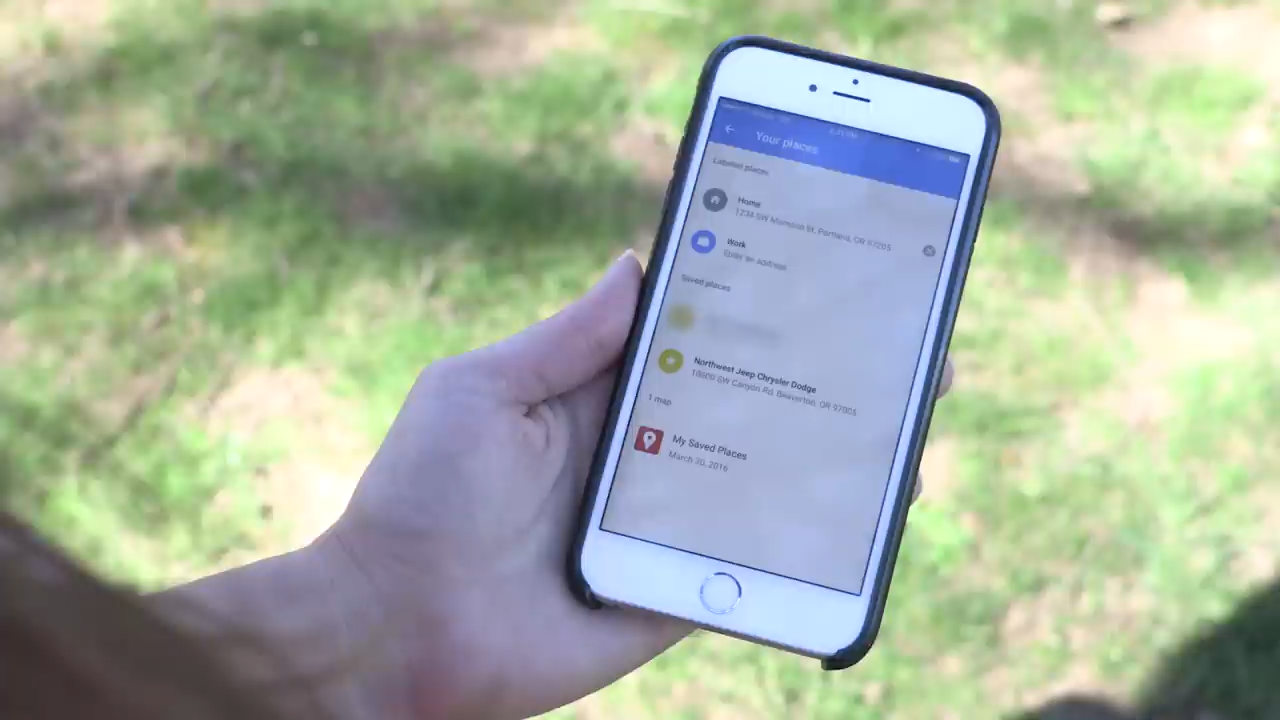 Your places
Labeled places
Home
1234 SW Morrison St, Portland, OR 97205
Work
Enter an address
Saved places
Northwest Jeep Chrysler Dodge
10600 SW Canyon Rd, Beaverton, OR 97005
1 map
My Saved Places
March 30, 2016